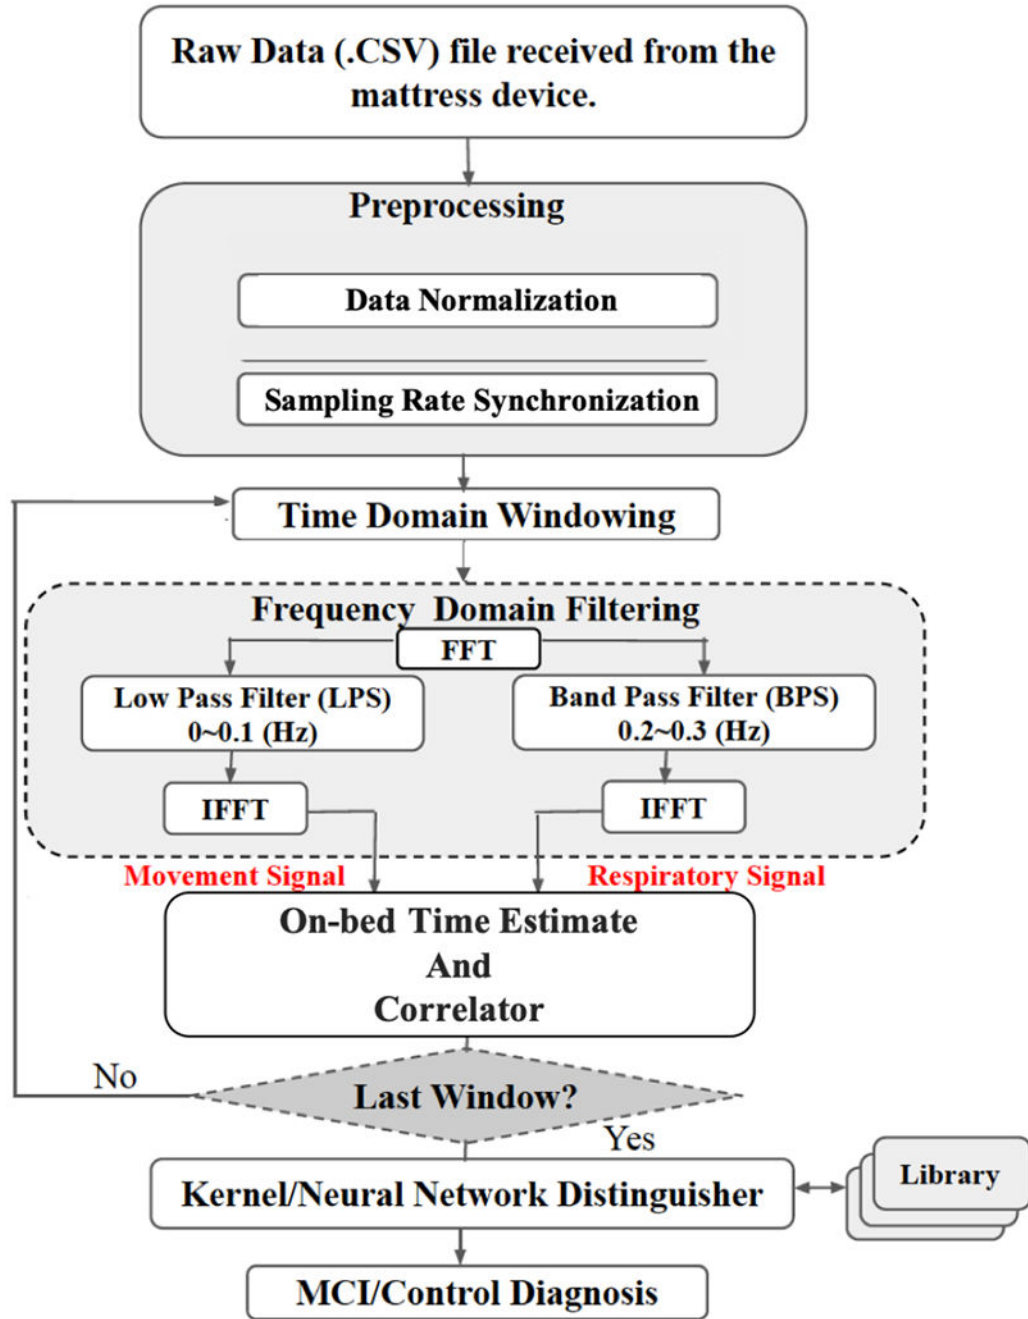 Raw Data (.CSV) file received from the
mattress device.
Preprocessing
Data Normalization
Sampling Rate Synchronization
Time Domain Windowing
Frequency Domain Filtering
FFT
Low Pass Filter (LPS)
0~0.1 (Hz)
Band Pass Filter (BPS)
0.2~0.3 (Hz)
IFFT
IFFT
Movement Signal
Respiratory Signal
On-bed Time Estimate
And
Correlator
No
Last Window?
Yes
Kernel/Neural Network Distinguisher
Library
MCI/Control Diagnosis